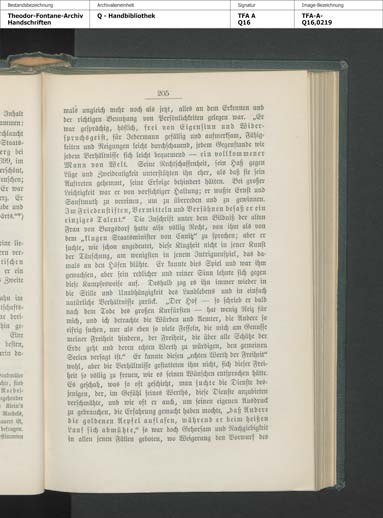 Bestandsbezeichnung
Archivalieneinheit
Signatur
Image-Bezeichnung
Theodor-Fontane-Archiv
Handschriften
Q - Handbibliothek
TFA A
Q16
TFA-A-
Q16,0219
205
mals ungleich mehr noch als jetzt, alles an dem Erkennen und
der richtigen Benutzung von Persönlichkeiten gelegen war. „Er
war gesprächig, höflich, frei von Eigensinn und Wider-
spruchsgeist, für Jedermann gefällig und aufmerksam, Fähig-
keiten und Neigungen leicht durchschauend, jedem Gegenstande wie
jedem Verhältnisse sich leicht bequemend — ein vollkommener
Mann von Welt. Seine Rechtschaffenheit, sein Haß gegen
Lüge und Zweideutigkeit unterstützten ihn eher, als daß sie sein
Auftreten gehemmt, seine Erfolge behindert hätten. Bei großer
Leichtigkeit war er von vorsichtiger Haltung; er wußte Ernst und
Sanftmuth zu vereinen, um zu überreden und zu gewinnen.
Im Friedenstiften, Vermitteln und Versöhnen besaß er ein
einziges Talent.“ Die Inschrift unter dem Bildniß der alten
Frau von Burgsdorf hatte also völlig Recht, von ihm als von
dem „klugen Staatsminister von Canitz“ zu sprechen; aber er
suchte, wie schon angedeutet, diese Klugheit nicht in jener Kunst
der Täuschung, am wenigsten in jenem Intriguenspiel, das da-
mals an den Höfen blühte. Er kannte dies Spiel und war ihm
gewachsen, aber sein redlicher und reiner Sinn lehnte sich gegen
diese Kampfesweise auf. Deshalb zog es ihn immer wieder in
die Stille und Unabhängigkeit des Landlebens und in einfach
natürliche Verhältnisse zurück. „Der Hof — so schrieb er bald
nach dem Tode des großen Kurfürsten — hat wenig Reiz für
mich, und ich betrachte die Würden und Aemter, die Andere so
eifrig suchen, nur als eben so viele Fesseln, die mich am Genusse
meiner Freiheit hindern, der Freiheit, die über alle Schätze der
Erde geht und deren echten Werth zu würdigen, den gemeinen
Seelen versagt ist.“ Er kannte diesen „echten Werth der Freiheit“
wohl, aber die Verhältnisse gestatteten ihm nicht, sich dieser Frei-
heit so völlig zu freuen, wie es seinen Wünschen entsprochen hätte.
Es geschah, was so oft geschieht, man suchte die Dienste des-
jenigen, der, im Gefühl seines Werths, diese Dienste anzubieten
verschmähte, und wie oft er auch, um seinen eigenen Ausdruck
zu gebrauchen, die Erfahrung gemacht haben mochte, „daß Andere
die goldenen Aepfel auflasen, während er beim heißen
Lauf sich abmühte,“ so war doch Gehorsam und Nachgiebigkeit
in allen jenen Fällen geboten, wo Weigerung den Vorwurf des